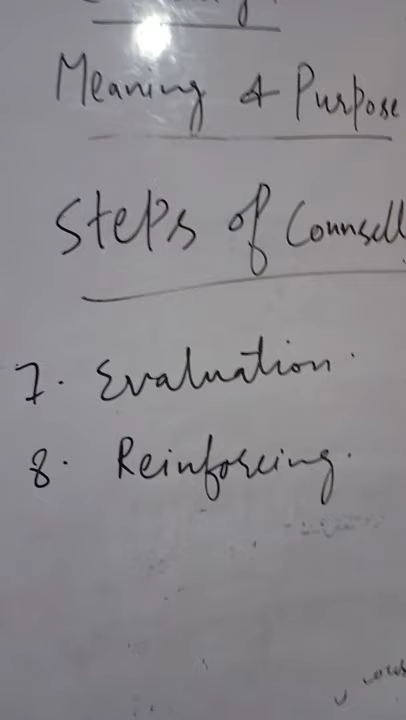 Meaning & Purpose
Steps of Counsell
7. Evaluation.
8. Reinforcing.